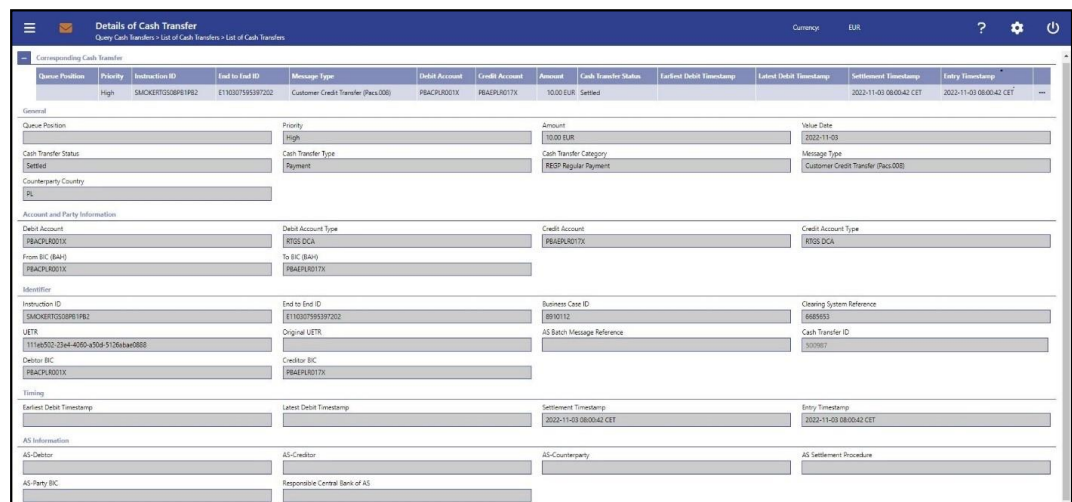 Details of Cash Transfer
Query Cash Transfers > List of Cash Transfers > List of Cash Transfers
Currency: EUR
?
Corresponding Cash Transfer
Queue Position Priority Instruction ID End to End ID Message Type Debit Account Credit Account Amount Cash Transfer Status Earliest Debit Timestamp Latest Debit Timestamp Settlement Timestamp Entry Timestamp
High SMOKERTGS08PB1PB2 E110307595397202 Customer Credit Transfer (Pacs.008) PBACPLR001X PBAEPLR017X 10.00 EUR Settled 2022-11-03 08:00:42 CET 2022-11-03 08:00:42 CET ...
General
Queue Position Priority Amount Value Date
High 10.00 EUR 2022-11-03
Cash Transfer Status Cash Transfer Type Cash Transfer Category Message Type
Settled Payment REGP Regular Payment Customer Credit Transfer (Pacs.008)
Counterparty Country
PL
Account and Party Information
Debit Account Debit Account Type Credit Account Credit Account Type
PBACPLR001X RTGS DCA PBAEPLR017X RTGS DCA
From BIC (BAH) To BIC (BAH)
PBACPLR001X PBAEPLR017X
Identifier
Instruction ID End to End ID Business Case ID Clearing System Reference
SMOKERTGS08PB1PB2 E110307595397202 8910112 6685653
UETR Original UETR AS Batch Message Reference Cash Transfer ID
111eb502-23e4-4060-a50d-5126abae0888 500987
Debtor BIC Creditor BIC
PBACPLR001X PBAEPLR017X
Timing
Earliest Debit Timestamp Latest Debit Timestamp Settlement Timestamp Entry Timestamp
2022-11-03 08:00:42 CET 2022-11-03 08:00:42 CET
AS Information
AS-Debtor AS-Creditor AS-Counterparty AS Settlement Procedure
AS-Party BIC Responsible Central Bank of AS